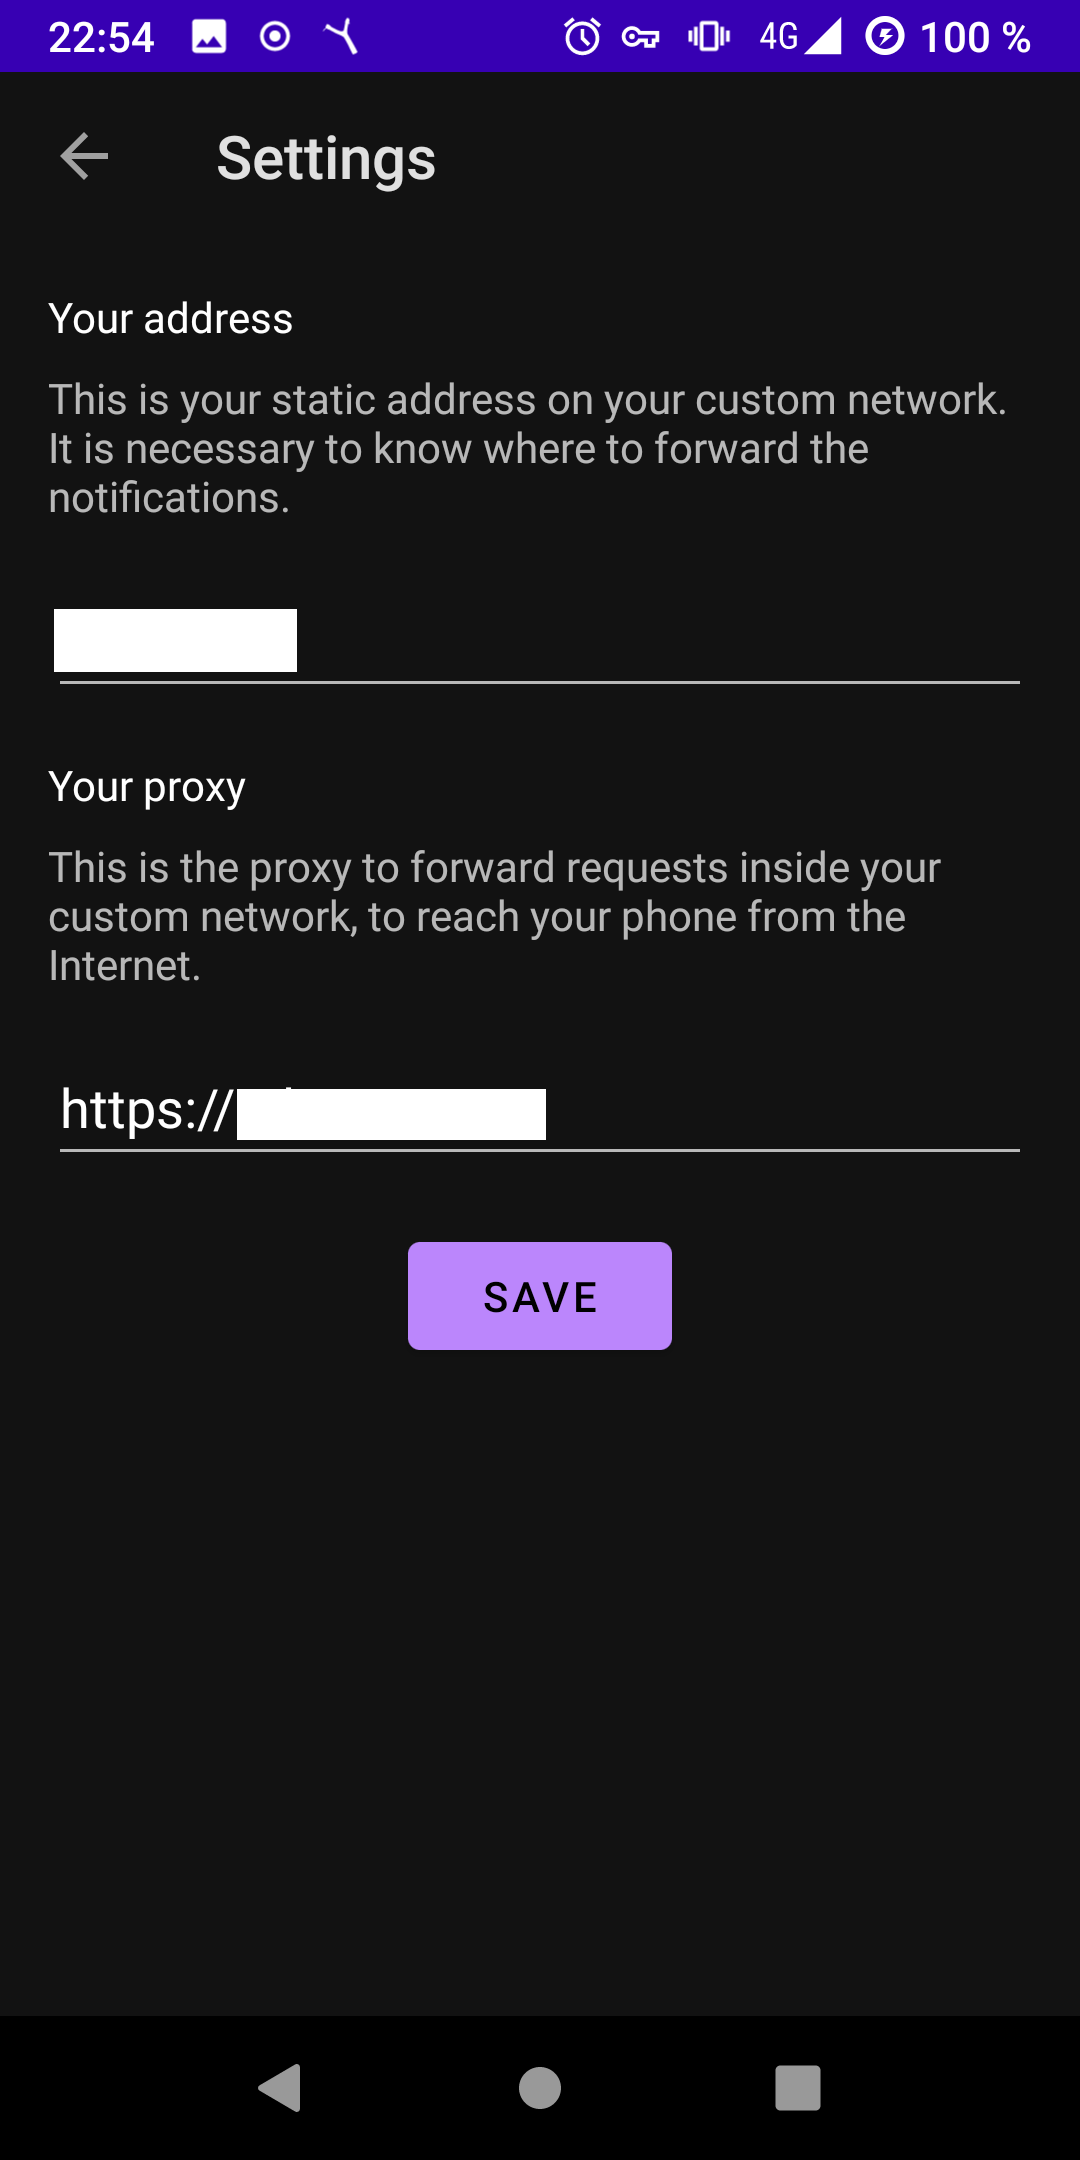 22:54
4G
100 %
Settings
Your address
This is your static address on your custom network.
It is necessary to know where to forward the
notifications.
Your proxy
This is the proxy to forward requests inside your
custom network, to reach your phone from the
Internet.
https://
SAVE